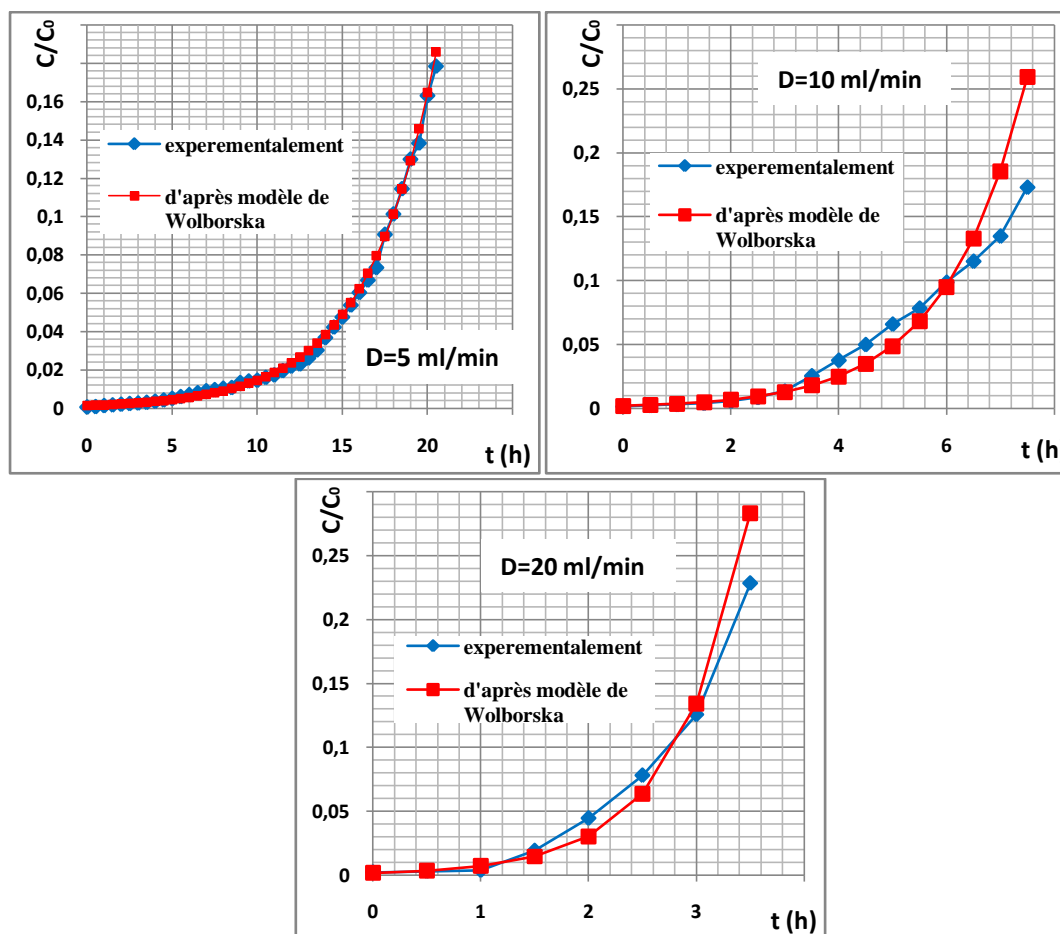 C/C₀
0,16
0,14
0,12
0,1
0,08
0,06
0,04
0,02
0
experementalement
d'après modèle de
Wolborska
D=5 ml/min
0 5 10 15 20
t (h)
C/C₀
0,25
0,2
0,15
0,1
0,05
0
D=10 ml/min
experementalement
d'après modèle de
Wolborska
0 2 4 6
t (h
C/C₀
0,25
0,2
0,15
0,1
0,05
0
D=20 ml/min
experementalement
d'après modèle de
Wolborska
0 1 2 3
t (h)